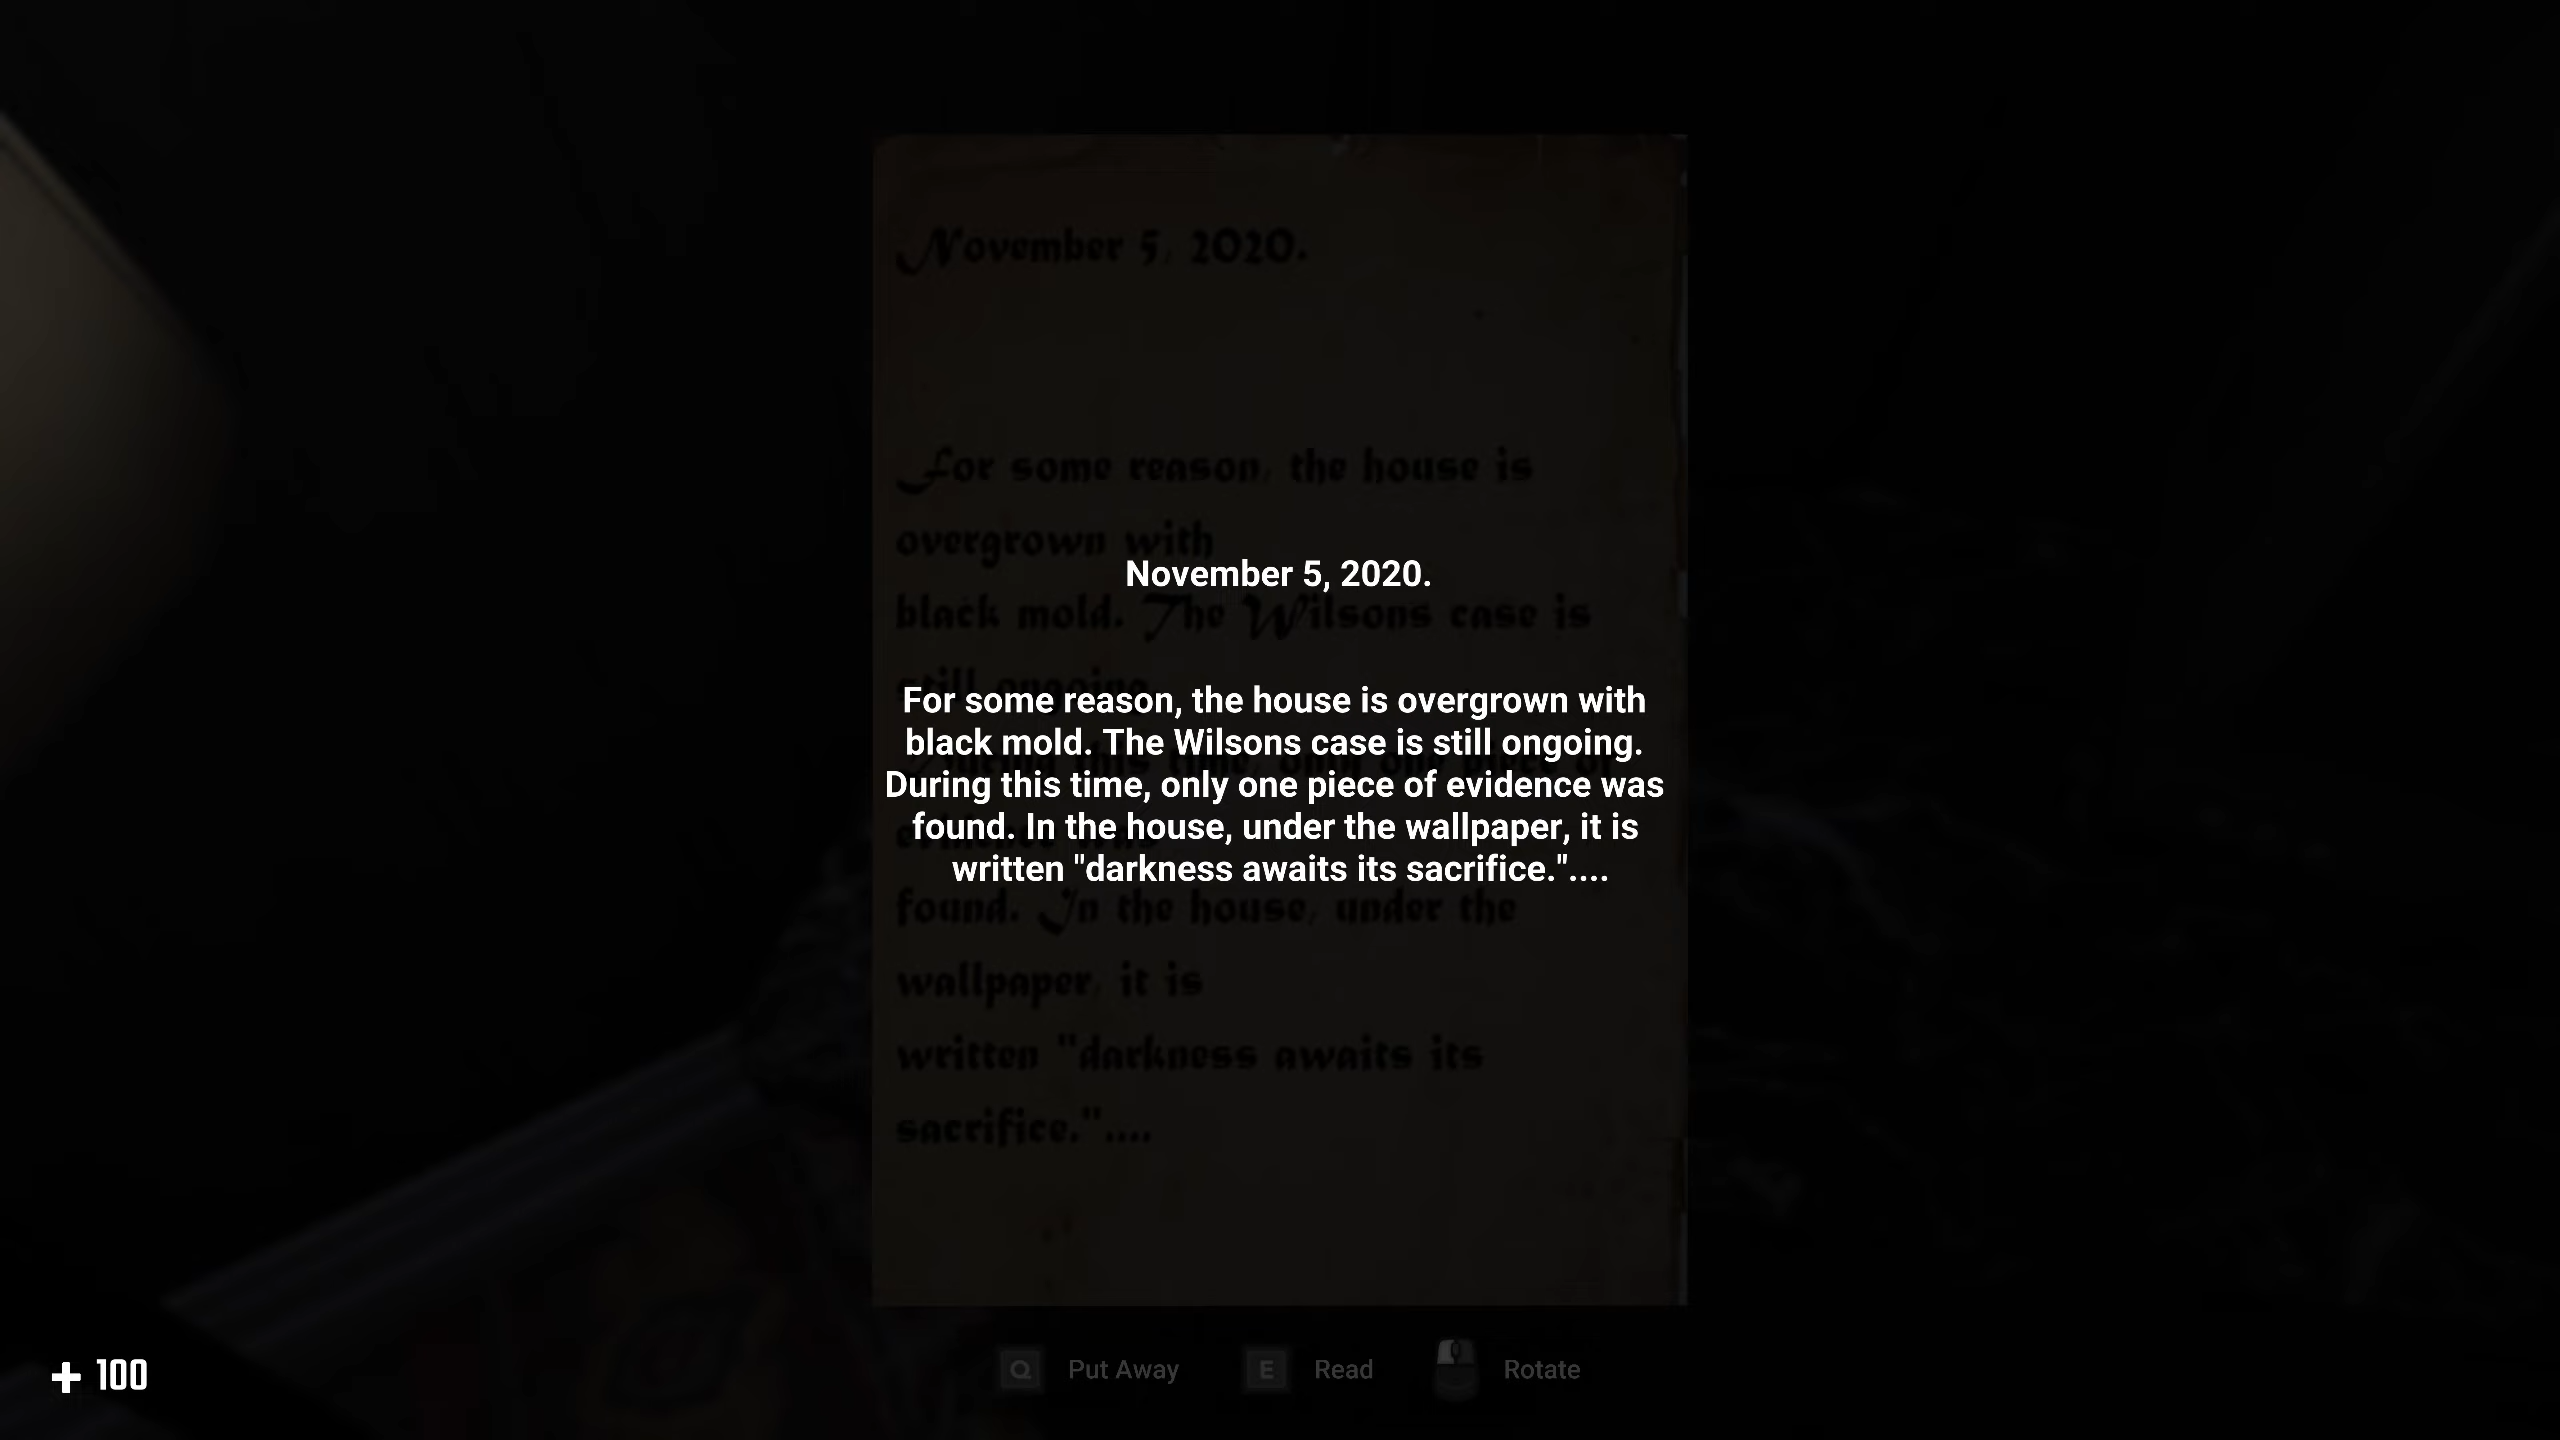 November 5, 2020.
For some reason, the house is
overgrown with
black mold. The Wilsons case is
still ongoing.
evidence was
found. In the house, under the
wallpaper, it is
written "darkness awaits its
sacrifice."....
November 5, 2020.
For some reason, the house is overgrown with
black mold. The Wilsons case is still ongoing.
During this time, only one piece of evidence was
found. In the house, under the wallpaper, it is
written "darkness awaits its sacrifice."....
+ 100
Q Put Away E Read Rotate